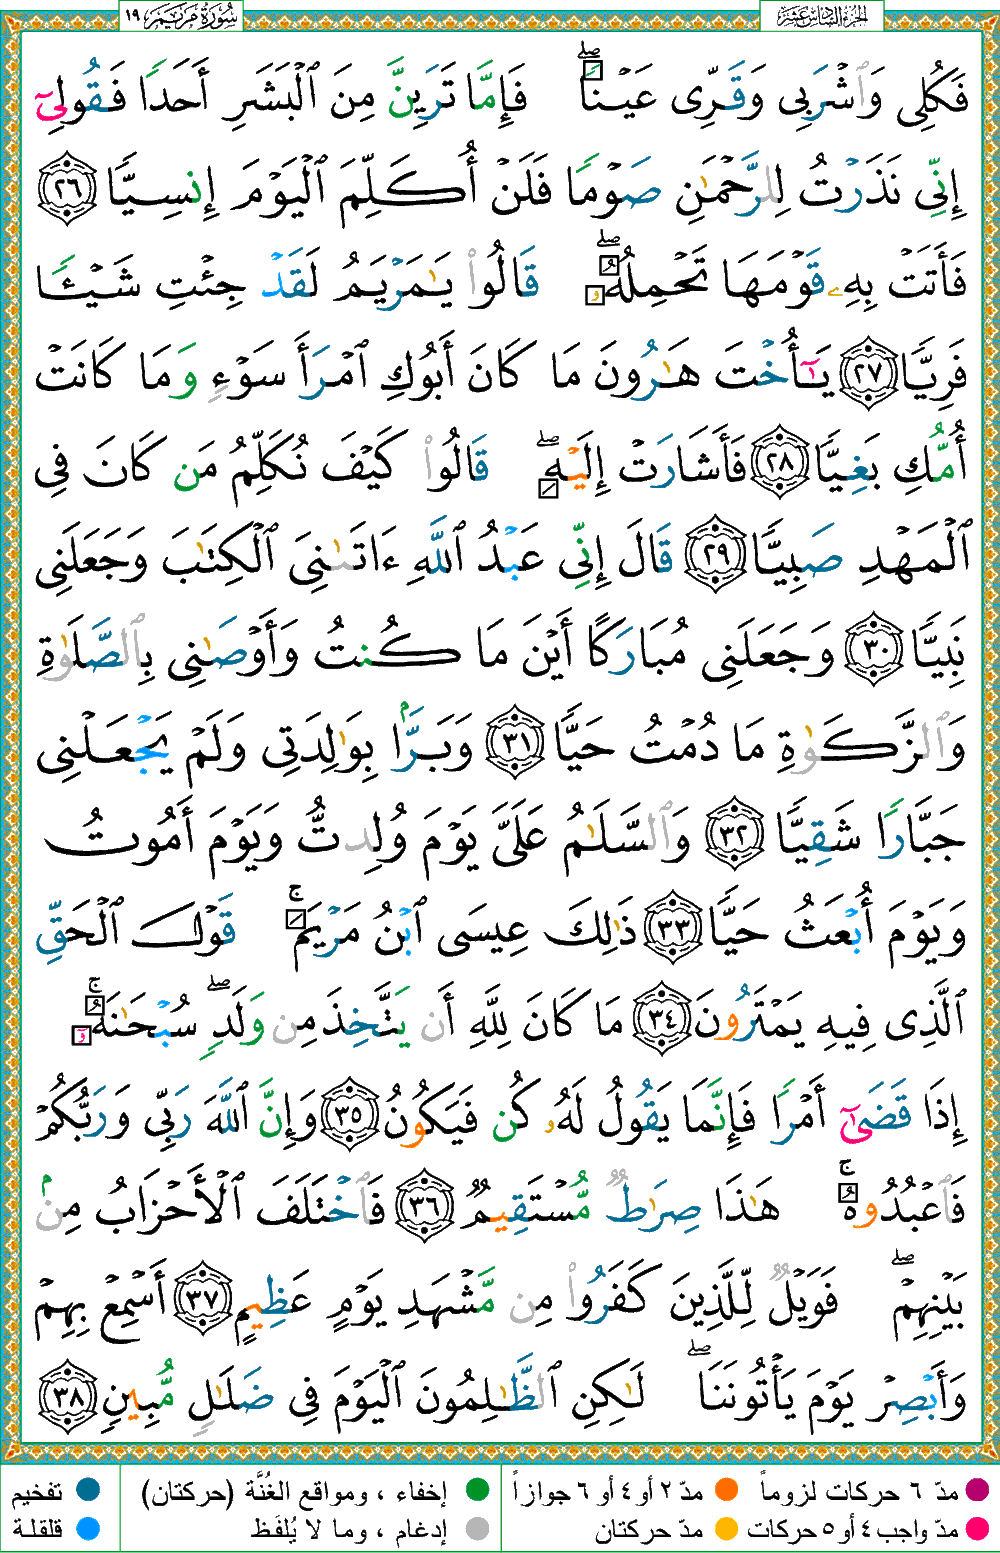 الجزء السادس عشر
سُورَةُ مَرْيَم ١٩
فَكُلِى وَٱشْرَبِى وَقَرِّى عَيْنًا ۖ فَإِمَّا تَرَيِنَّ مِنَ ٱلْبَشَرِ أَحَدًا فَقُولِىٓ
إِنِّى نَذَرْتُ لِلرَّحْمَـٰنِ صَوْمًا فَلَنْ أُكَلِّمَ ٱلْيَوْمَ إِنسِيًّا ٢٦
فَأَتَتْ بِهِۦ قَوْمَهَا تَحْمِلُهُۥ ۖ قَالُوا۟ يَـٰمَرْيَمُ لَقَدْ جِئْتِ شَيْـًٔا
فَرِيًّا ٢٧ يَـٰٓأُخْتَ هَـٰرُونَ مَا كَانَ أَبُوكِ ٱمْرَأَ سَوْءٍ وَمَا كَانَتْ
أُمُّكِ بَغِيًّا ٢٨ فَأَشَارَتْ إِلَيْهِ ۖ قَالُوا۟ كَيْفَ نُكَلِّمُ مَن كَانَ فِى
ٱلْمَهْدِ صَبِيًّا ٢٩ قَالَ إِنِّى عَبْدُ ٱللَّهِ ءَاتَىٰنِىَ ٱلْكِتَـٰبَ وَجَعَلَنِى
نَبِيًّا ٣٠ وَجَعَلَنِى مُبَارَكًا أَيْنَ مَا كُنتُ وَأَوْصَـٰنِى بِٱلصَّلَوٰةِ
وَٱلزَّكَوٰةِ مَا دُمْتُ حَيًّا ٣١ وَبَرًّۢا بِوَٰلِدَتِى وَلَمْ يَجْعَلْنِى
جَبَّارًا شَقِيًّا ٣٢ وَٱلسَّلَـٰمُ عَلَىَّ يَوْمَ وُلِدتُّ وَيَوْمَ أَمُوتُ
وَيَوْمَ أُبْعَثُ حَيًّا ٣٣ ذَٰلِكَ عِيسَى ٱبْنُ مَرْيَمَ ۚ قَوْلَ ٱلْحَقِّ
ٱلَّذِى فِيهِ يَمْتَرُونَ ٣٤ مَا كَانَ لِلَّهِ أَن يَتَّخِذَ مِن وَلَدٍ ۖ سُبْحَـٰنَهُۥٓ ۚ
إِذَا قَضَىٰٓ أَمْرًا فَإِنَّمَا يَقُولُ لَهُۥ كُن فَيَكُونُ ٣٥ وَإِنَّ ٱللَّهَ رَبِّى وَرَبُّكُمْ
فَٱعْبُدُوهُ ۚ هَـٰذَا صِرَٰطٌ مُّسْتَقِيمٌ ٣٦ فَٱخْتَلَفَ ٱلْأَحْزَابُ مِنۢ
بَيْنِهِمْ ۖ فَوَيْلٌ لِّلَّذِينَ كَفَرُوا۟ مِن مَّشْهَدِ يَوْمٍ عَظِيمٍ ٣٧ أَسْمِعْ بِهِمْ
وَأَبْصِرْ يَوْمَ يَأْتُونَنَا ۖ لَـٰكِنِ ٱلظَّـٰلِمُونَ ٱلْيَوْمَ فِى ضَلَـٰلٍ مُّبِينٍ ٣٨
مدّ ٦ حركات لزوماً
مدّ ٢ أو ٤ أو ٦ جوازاً
إخفاء ، ومواقع الغُنَّة (حركتان)
تفخيم
مدّ واجب ٤ أو ٥ حركات
مدّ حركتان
إدغام ، وما لا يُلفَظ
قلقلة